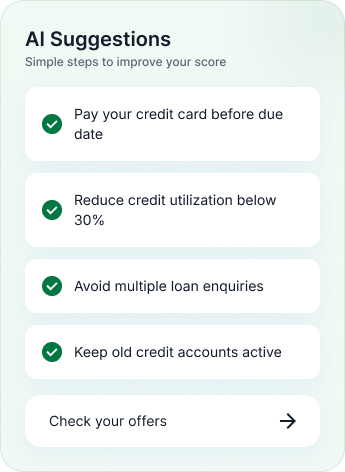 AI Suggestions
Simple steps to improve your score
Pay your credit card before due
date
Reduce credit utilization below
30%
Avoid multiple loan enquiries
Keep old credit accounts active
Check your offers